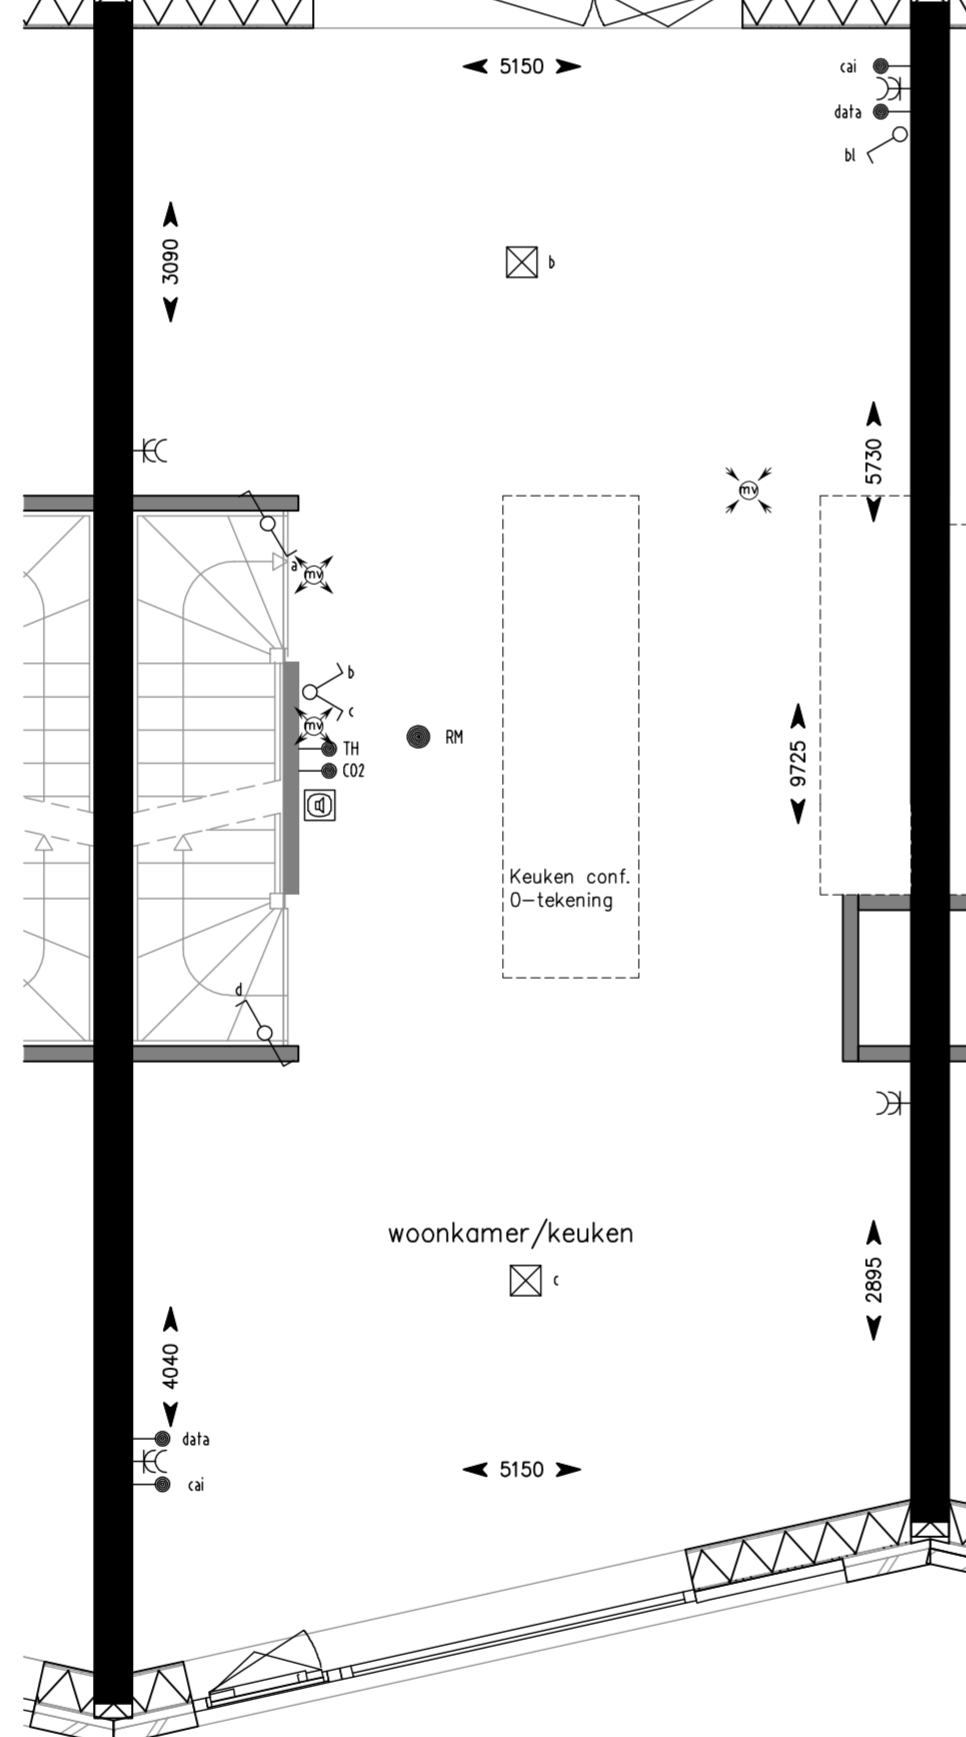 5150
cai
data
bl
3090
b
5730
mv
a
mv
b
c
mv
TH
CO2
RM
9725
Keuken conf.
0-tekening
d
woonkamer/keuken
c
2895
4040
data
cai
5150